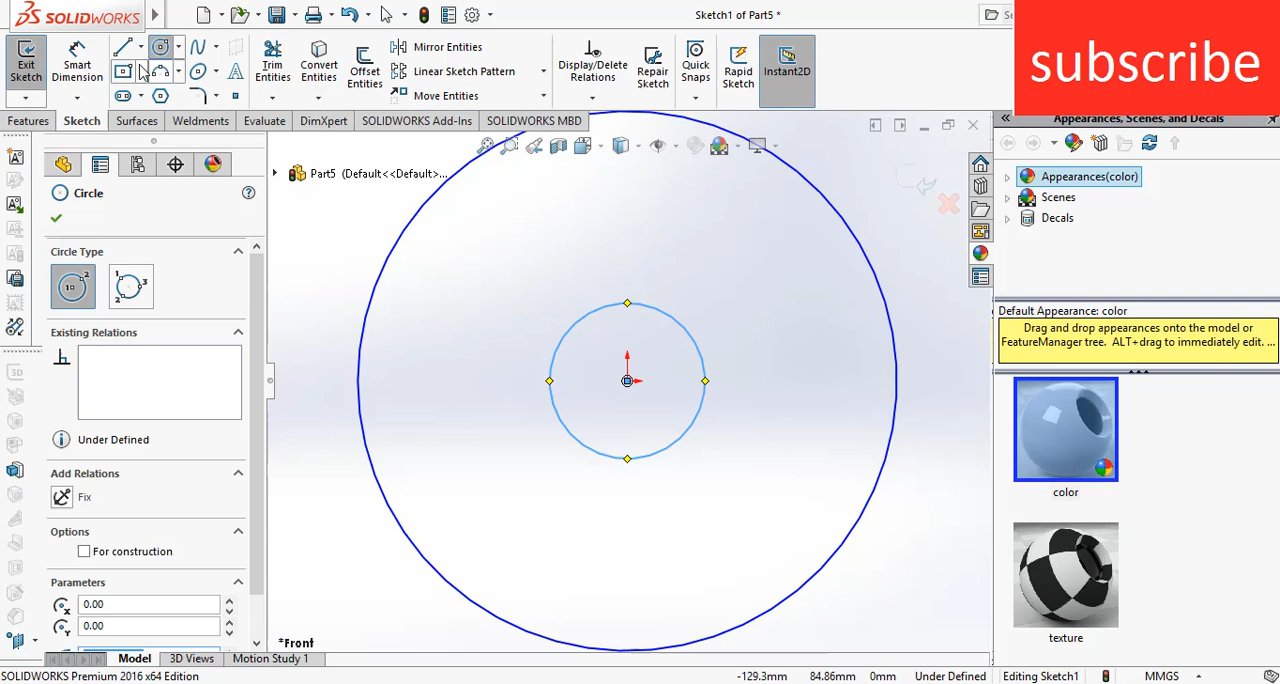 SOLIDWORKS
Sketch1 of Part5 *
Se
subscribe
Exit Sketch
Smart Dimension
Trim Entities
Convert Entities
Offset Entities
Mirror Entities
Linear Sketch Pattern
Move Entities
Display/Delete Relations
Repair Sketch
Quick Snaps
Rapid Sketch
Instant2D
Features
Sketch
Surfaces
Weldments
Evaluate
DimXpert
SOLIDWORKS Add-Ins
SOLIDWORKS MBD
Appearances, Scenes, and Decals
Part5 (Default<<Default>...
Circle
Circle Type
Existing Relations
Under Defined
Add Relations
Fix
Options
For construction
Parameters
0.00
0.00
*Front
Appearances(color)
Scenes
Decals
Default Appearance: color
Drag and drop appearances onto the model or
FeatureManager tree. ALT+drag to immediately edit. ...
color
texture
Model
3D Views
Motion Study 1
SOLIDWORKS Premium 2016 x64 Edition
-129.3mm
84.86mm
0mm
Under Defined
Editing Sketch1
MMGS